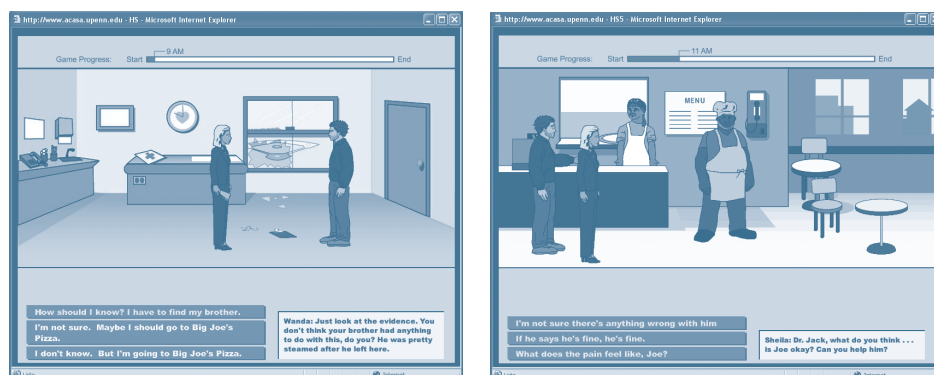 http://www.acasa.upenn.edu - HS - Microsoft Internet Explorer
9 AM
Game Progress: Start End
How should I know? I have to find my brother.
I'm not sure. Maybe I should go to Big Joe's
Pizza.
I don't know. But I'm going to Big Joe's Pizza.
Wanda: Just look at the evidence. You
don't think your brother had anything
to do with this, do you? He was pretty
steamed after he left here.
http://www.acasa.upenn.edu - HS5 - Microsoft Internet Explorer
11 AM
Game Progress: Start End
MENU
I'm not sure there's anything wrong with him
If he says he's fine, he's fine.
What does the pain feel like, Joe?
Sheila: Dr. Jack, what do you think . . .
is Joe okay? Can you help him?